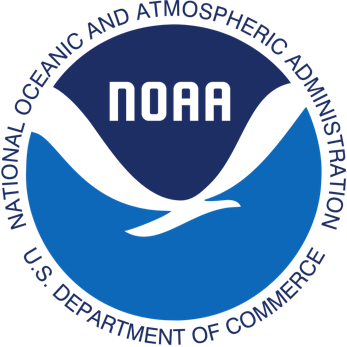 NATIONAL OCEANIC AND ATMOSPHERIC ADMINISTRATION
NOAA
U.S. DEPARTMENT OF COMMERCE